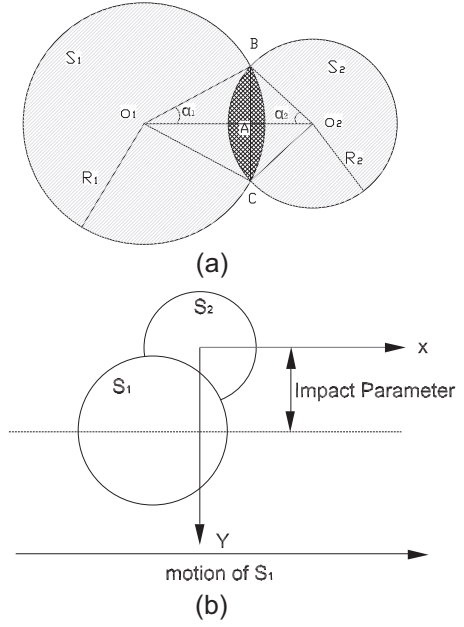 S₁
B
S₂
O₁
α₁
A
α₂
O₂
R₁
R₂
C
(a)
S₂
x
S₁
Impact Parameter
Y
motion of S₁
(b)